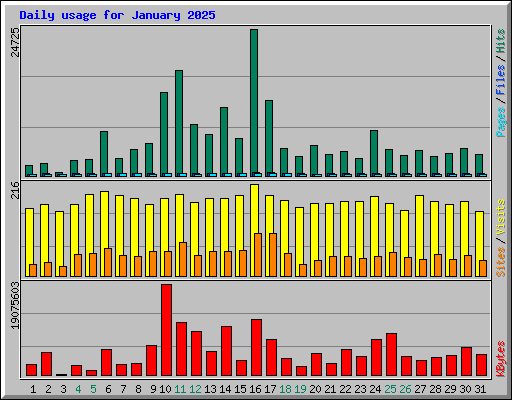 Daily usage for January 2025
24725
216
19075603
Pages / Files / Hits
Sites / Visits
KBytes
1 2 3 4 5 6 7 8 9 10 11 12 13 14 15 16 17 18 19 20 21 22 23 24 25 26 27 28 29 30 31